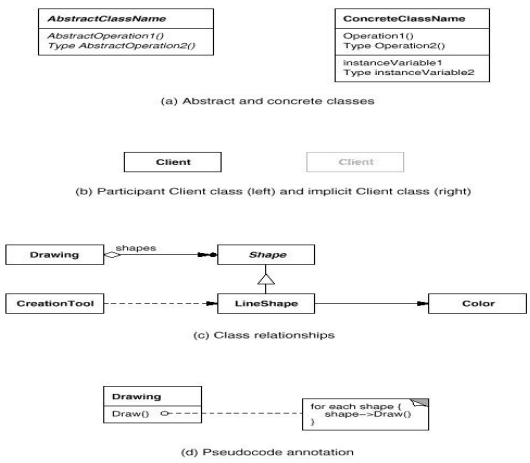 AbstractClassName
AbstractOperation1()
Type AbstractOperation2()
ConcreteClassName
Operation1()
Type Operation2()
instanceVariable1
Type instanceVariable2
(a) Abstract and concrete classes
Client
Client
(b) Participant Client class (left) and implicit Client class (right)
Drawing
shapes
Shape
CreationTool
LineShape
Color
(c) Class relationships
Drawing
Draw()
for each shape {
shape->Draw()
}
(d) Pseudocode annotation